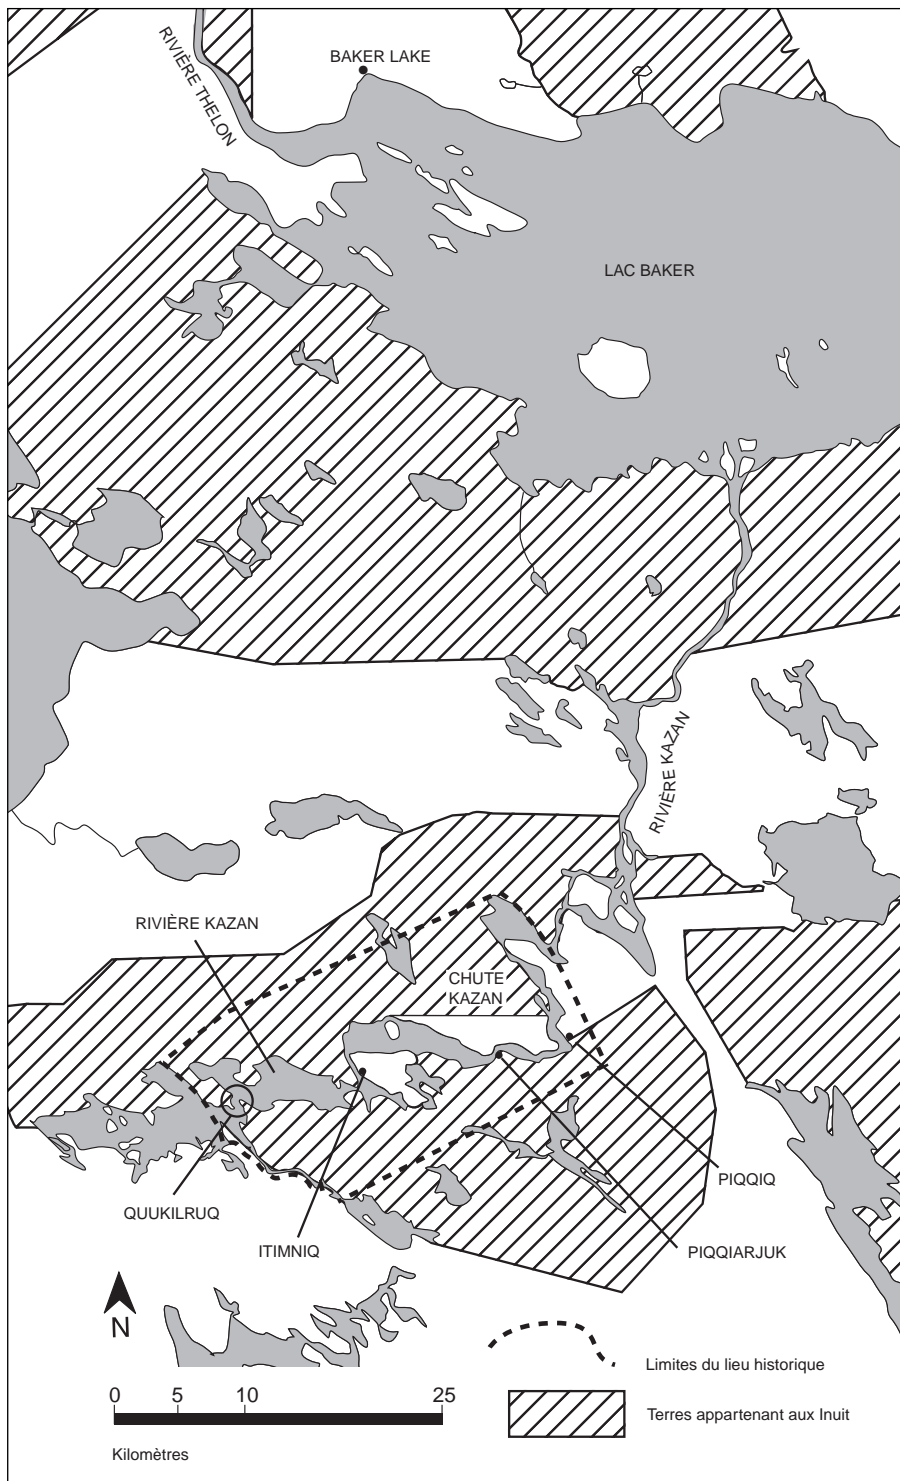 RIVIÈRE THELON
BAKER LAKE
LAC BAKER
RIVIÈRE KAZAN
RIVIÈRE KAZAN
CHUTE
KAZAN
PIQQIQ
QUUKILRUQ
ITIMNIQ
PIQQIARJUK
N
Limites du lieu historique
0 5 10 25
Terres appartenant aux Inuit
Kilomètres